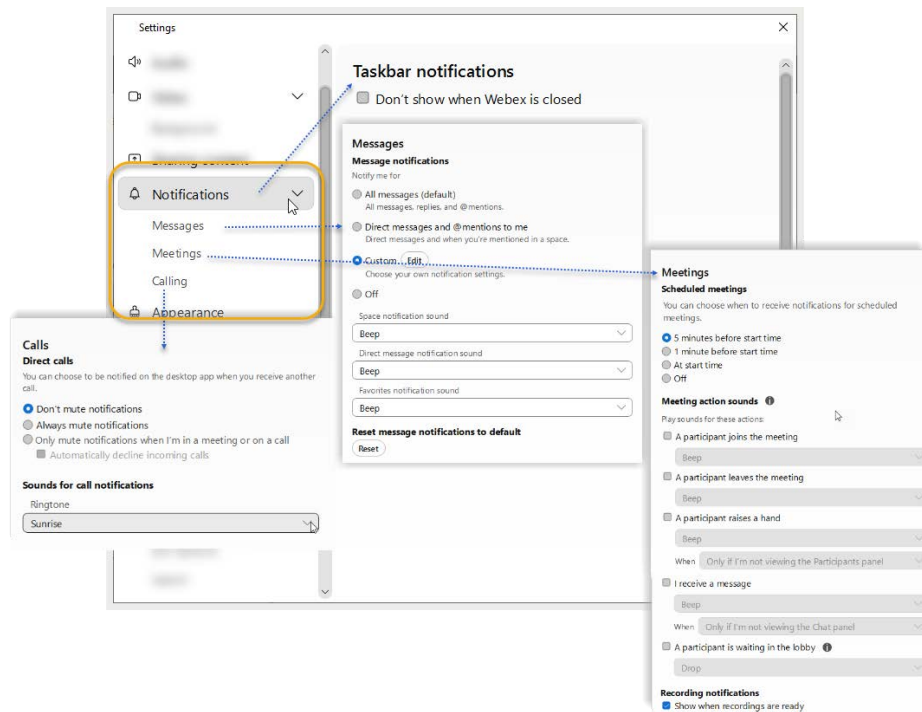 Settings
Sharing content
Notifications
Messages
Meetings
Calling
Appearance
Taskbar notifications
Don't show when Webex is closed
Messages
Message notifications
Notify me for
All messages (default)
All messages, replies, and @mentions.
Direct messages and @mentions to me
Direct messages and when you're mentioned in a space.
Custom Edit
Choose your own notification settings.
Off
Space notification sound
Beep
Direct message notification sound
Beep
Favorites notification sound
Beep
Reset message notifications to default
Reset
Calls
Direct calls
You can choose to be notified on the desktop app when you receive another
call.
Don't mute notifications
Always mute notifications
Only mute notifications when I'm in a meeting or on a call
Automatically decline incoming calls
Sounds for call notifications
Ringtone
Sunrise
Meetings
Scheduled meetings
You can choose when to receive notifications for scheduled
meetings.
5 minutes before start time
1 minute before start time
At start time
Off
Meeting action sounds
Play sounds for these actions:
A participant joins the meeting
Beep
A participant leaves the meeting
Beep
A participant raises a hand
Beep
When Only if I'm not viewing the Participants panel
I receive a message
Beep
When Only if I'm not viewing the Chat panel
A participant is waiting in the lobby
Drop
Recording notifications
Show when recordings are ready